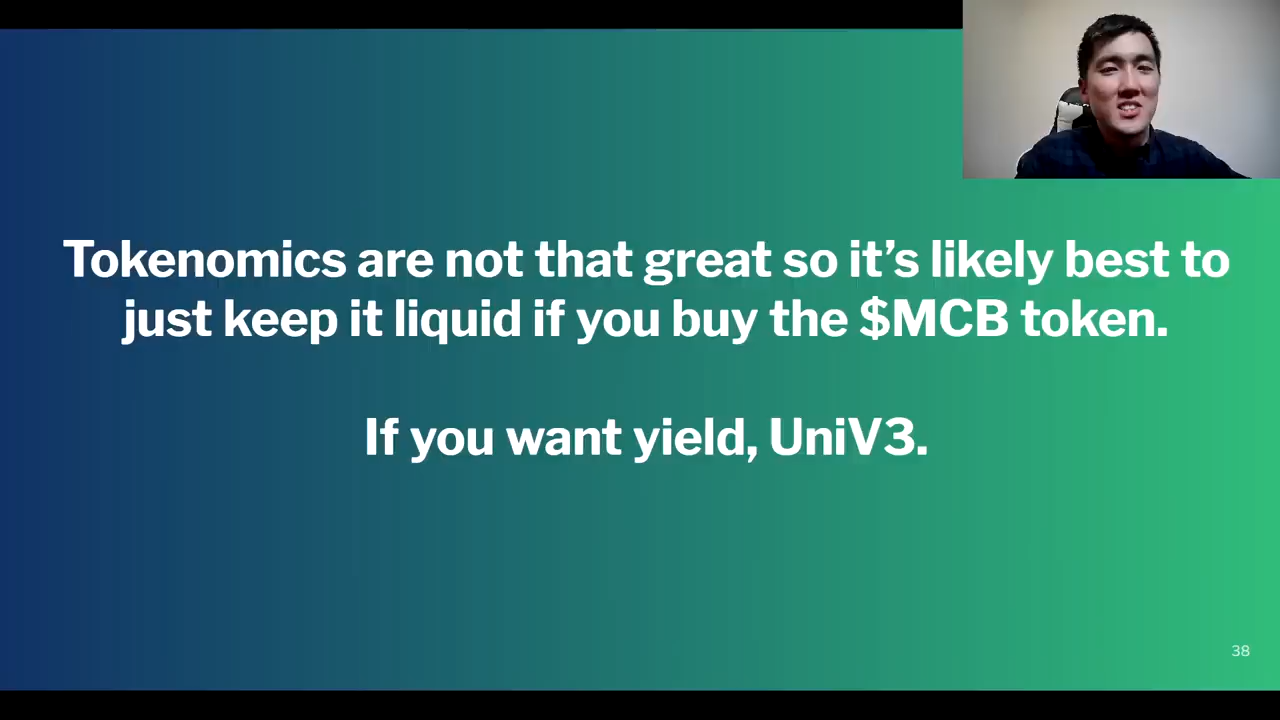 Tokenomics are not that great so it’s likely best to
just keep it liquid if you buy the $MCB token.
If you want yield, UniV3.
38